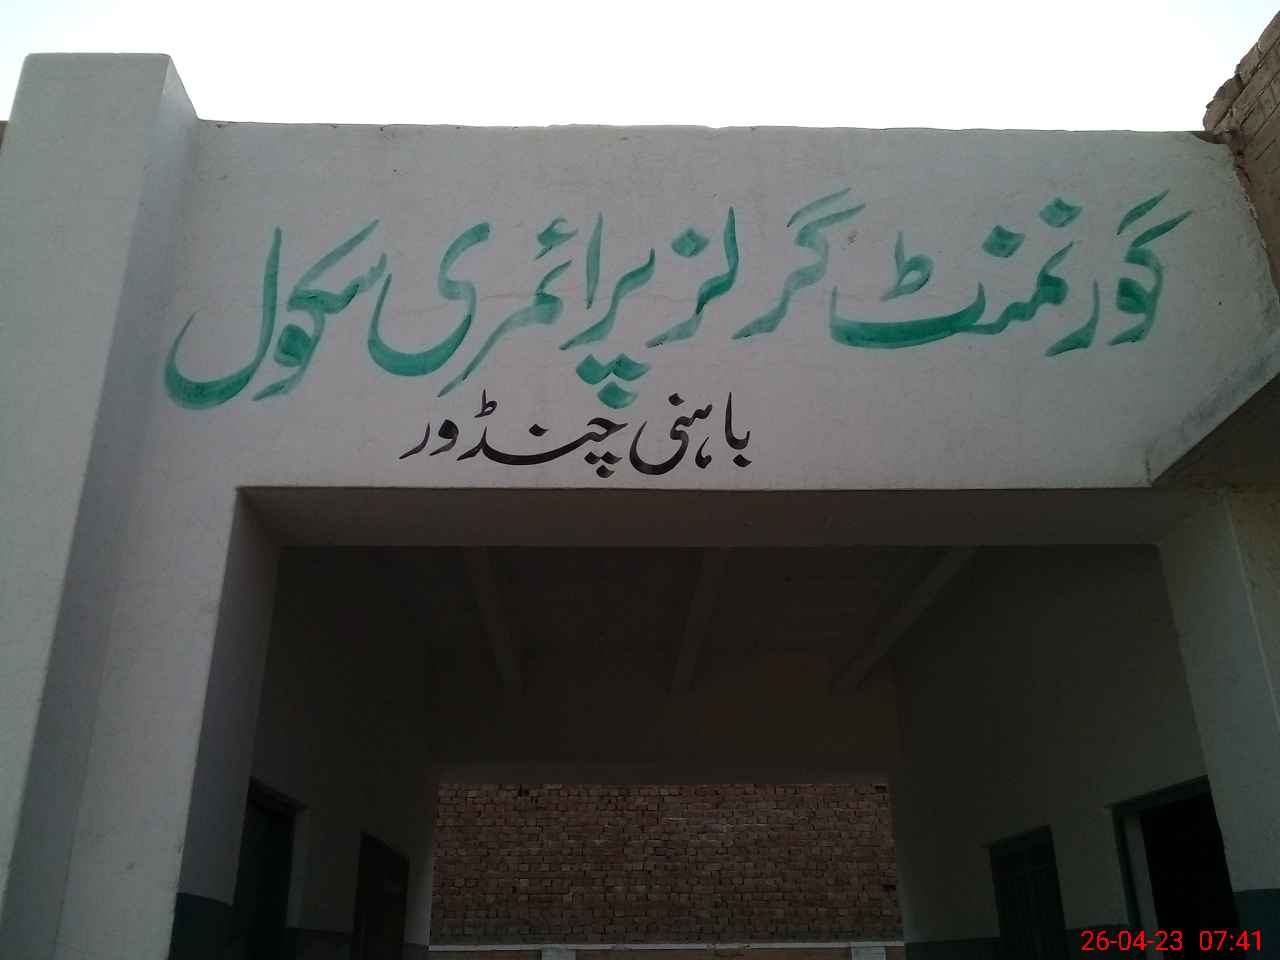 گورنمنٹ گرلز پرائمری سکول
باہنی چنڈور
26-04-23 07:41